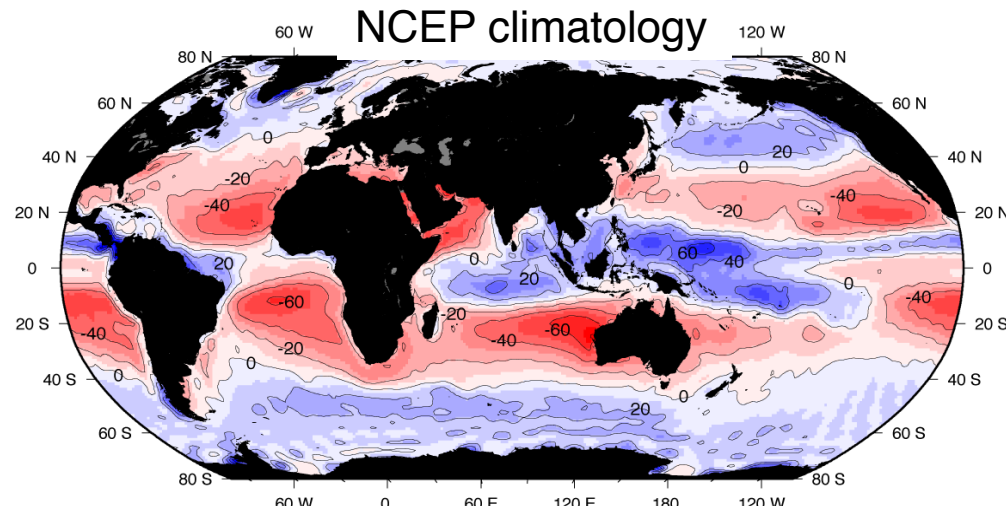 NCEP climatology
60 W 120 W
80 N 80 N
60 N 60 N
0 20
40 N 0 40 N
-20
-40 -20 -40
20 N 20 N
60
0 20 0 20 40 0 0
-60 -40
20 S -40 -20 -60 20 S
-20 -40
0 0
40 S 0 40 S
20
60 S 60 S
80 S 80 S
60 W 0 60 E 120 E 180 120 W